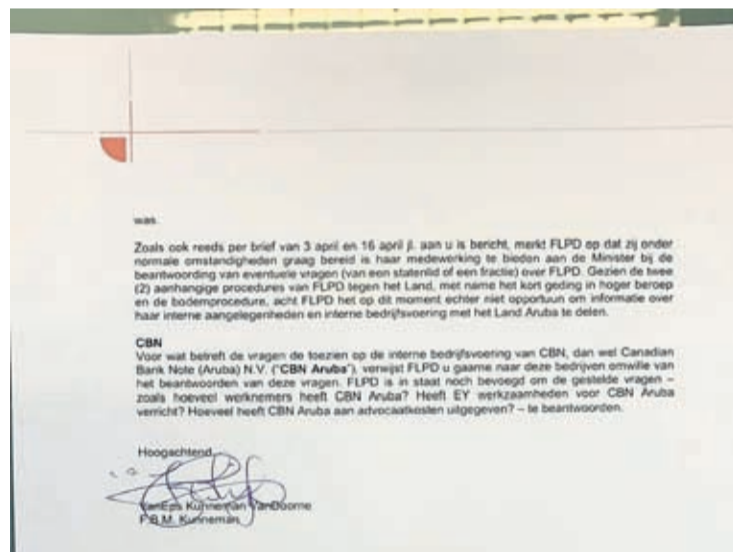 was.
Zoals ook reeds per brief van 3 april en 16 april jl. aan u is bericht, merkt FLPD op dat zij onder
normale omstandigheden graag bereid is haar medewerking te bieden aan de Minister bij de
beantwoording van eventuele vragen (van een statenlid of een fractie) over FLPD. Gezien de twee
(2) aanhangige procedures van FLPD tegen het Land, met name het kort geding in hoger beroep
en de bodemprocedure, acht FLPD het op dit moment echter niet opportuun om informatie over
haar interne aangelegenheden en interne bedrijfsvoering met het Land Aruba te delen.
CBN
Voor wat betreft de vragen de toezien op de interne bedrijfsvoering van CBN, dan wel Canadian
Bank Note (Aruba) N.V. ("CBN Aruba"), verwijst FLPD u gaarne naar deze bedrijven omwille van
het beantwoorden van deze vragen. FLPD is in staat noch bevoegd om de gestelde vragen –
zoals hoeveel werknemers heeft CBN Aruba? Heeft EY werkzaamheden voor CBN Aruba
verricht? Hoeveel heeft CBN Aruba aan advocaatkosten uitgegeven? – te beantwoorden.
Hoogachtend,
VanEps Kunneman VanDoorne
F.B.M. Kunneman